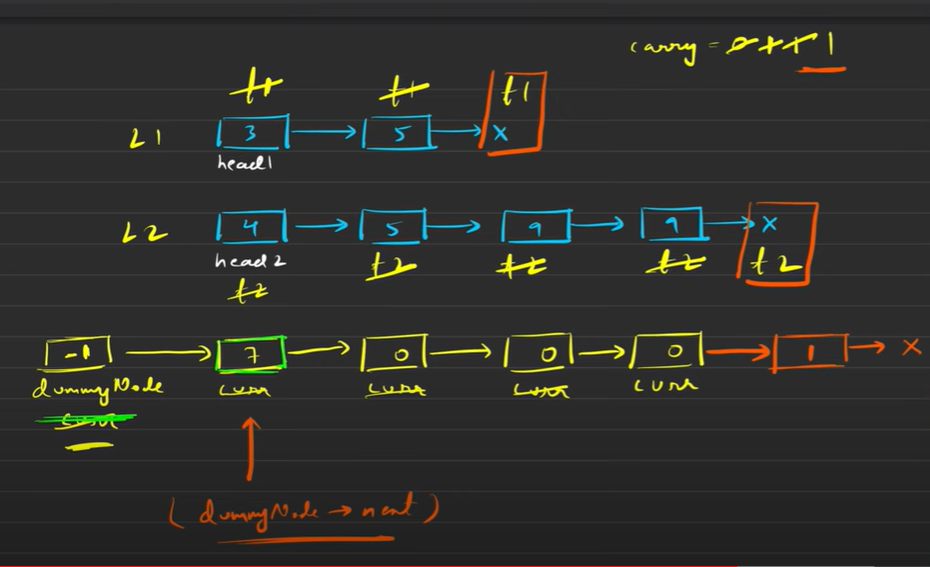 carry = 0 1 1 1
t1 t1 t1
L1 3 5 x
head1
L2 4 5 9 9 x
head2 t2 t2 t2 t2
t2
-1 7 0 0 0 1 x
dummyNode curr curr curr curr
curr
(dummyNode → next)